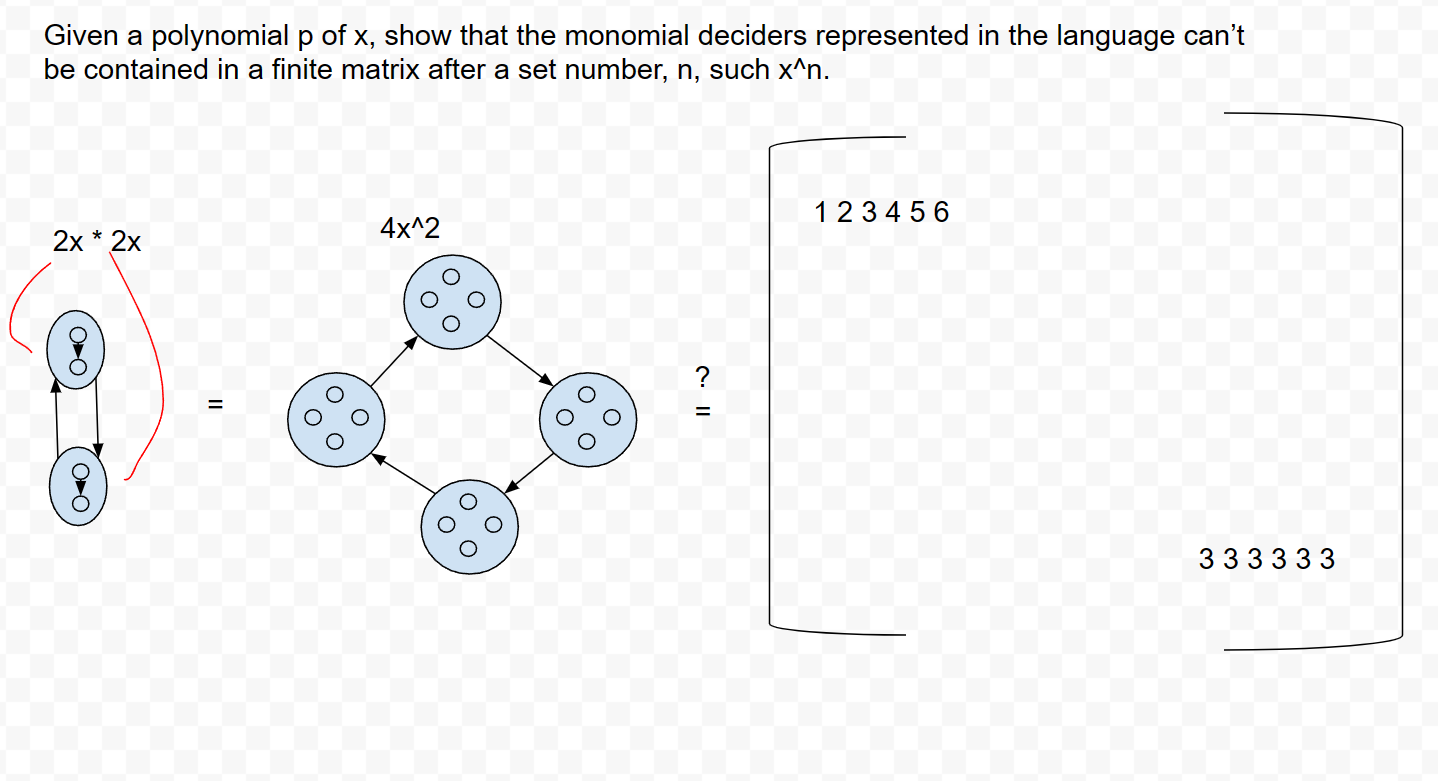 Given a polynomial p of x, show that the monomial deciders represented in the language can’t
be contained in a finite matrix after a set number, n, such x^n.
2x * 2x
4x^2
1 2 3 4 5 6
=
?
=
3 3 3 3 3 3